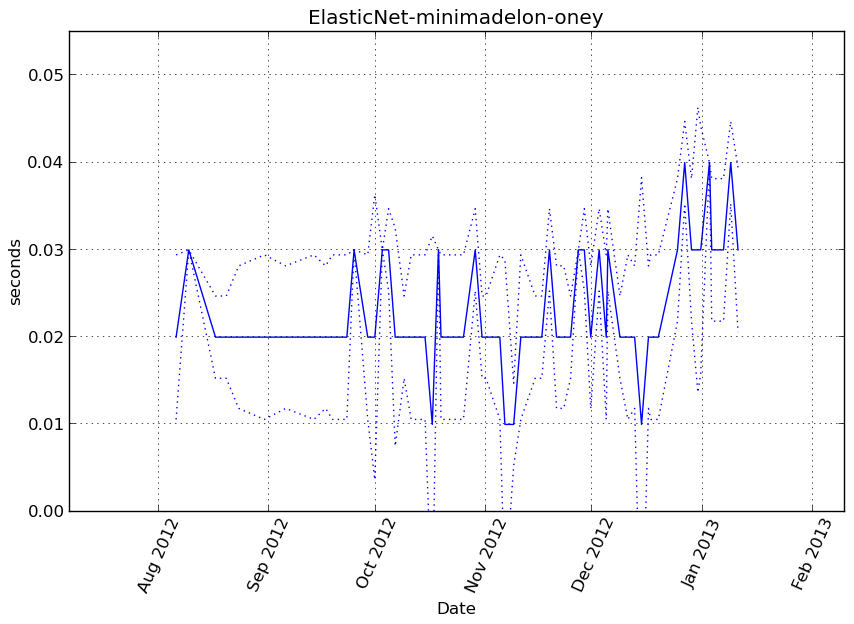 ElasticNet-minimadelon-oney
0.05
0.04
0.03
0.02
0.01
0.00
seconds
Aug 2012
Sep 2012
Oct 2012
Nov 2012
Dec 2012
Jan 2013
Feb 2013
Date